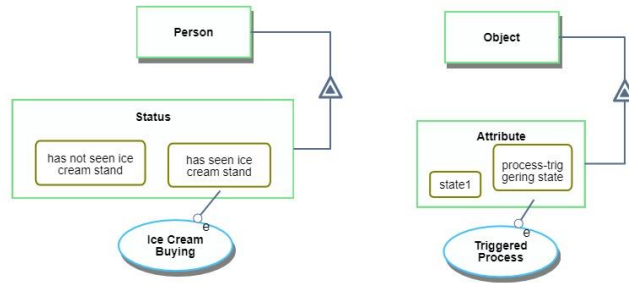 Person
Status
has not seen ice
cream stand
has seen ice
cream stand
e
Ice Cream
Buying
Object
Attribute
state1
process-trig
gering state
e
Triggered
Process